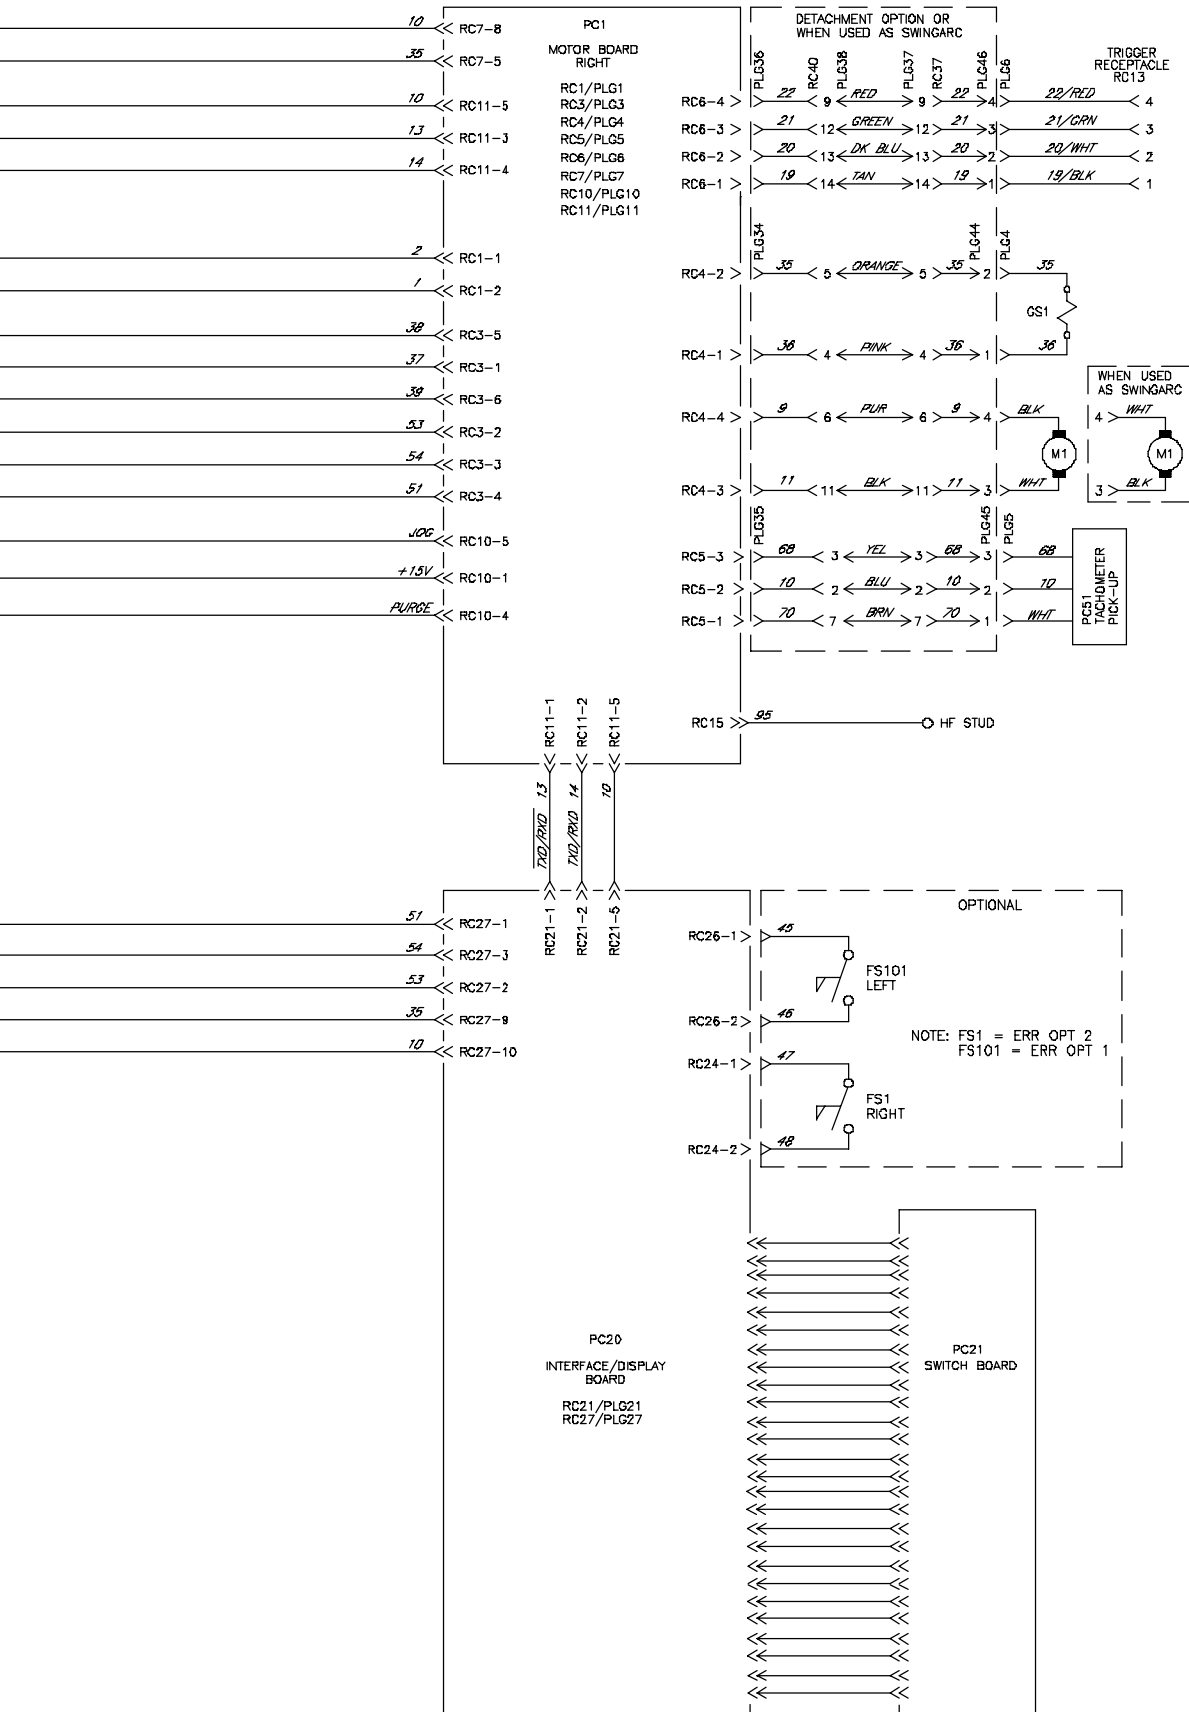 10 RC7-8
35 RC7-5
10 RC11-5
13 RC11-3
14 RC11-4
2 RC1-1
1 RC1-2
38 RC3-5
37 RC3-1
39 RC3-6
53 RC3-2
54 RC3-3
51 RC3-4
JOG RC10-5
+15V RC10-1
PURGE RC10-4
PC1
MOTOR BOARD
RIGHT
RC1/PLG1
RC3/PLG3
RC4/PLG4
RC5/PLG5
RC6/PLG6
RC7/PLG7
RC10/PLG10
RC11/PLG11
DETACHMENT OPTION OR
WHEN USED AS SWINGARC
PLG36 RC40 PLG38 PLG37 RC37 PLG46 PLG6
TRIGGER
RECEPTACLE
RC13
RC6-4 22 9 RED 9 22 4 22/RED 4
RC6-3 21 12 GREEN 12 21 3 21/GRN 3
RC6-2 20 13 DK BLU 13 20 2 20/WHT 2
RC6-1 19 14 TAN 14 19 1 19/BLK 1
PLG34 PLG44 PLG4
RC4-2 35 5 ORANGE 5 35 2 35
GS1
RC4-1 36 4 PINK 4 36 1 36
RC4-4 9 6 PUR 6 9 4 BLK
M1
RC4-3 11 11 BLK 11 11 3 WHT
WHEN USED
AS SWINGARC
4 WHT
M1
3 BLK
PLG35 PLG45 PLG5
RC5-3 68 3 YEL 3 68 3 68
RC5-2 10 2 BLU 2 10 2 10
RC5-1 70 7 BRN 7 70 1 WHT
PC51
TACHOMETER
PICK-UP
RC15 95 HF STUD
RC11-1 RC11-2 RC11-5
13 14 10
TXD/RXD TXD/RXD
RC21-1 RC21-2 RC21-5
51 RC27-1
54 RC27-3
53 RC27-2
35 RC27-9
10 RC27-10
OPTIONAL
RC26-1 45
FS101
LEFT
RC26-2 46
NOTE: FS1 = ERR OPT 2
FS101 = ERR OPT 1
RC24-1 47
FS1
RIGHT
RC24-2 48
PC20
INTERFACE/DISPLAY
BOARD
RC21/PLG21
RC27/PLG27
PC21
SWITCH BOARD